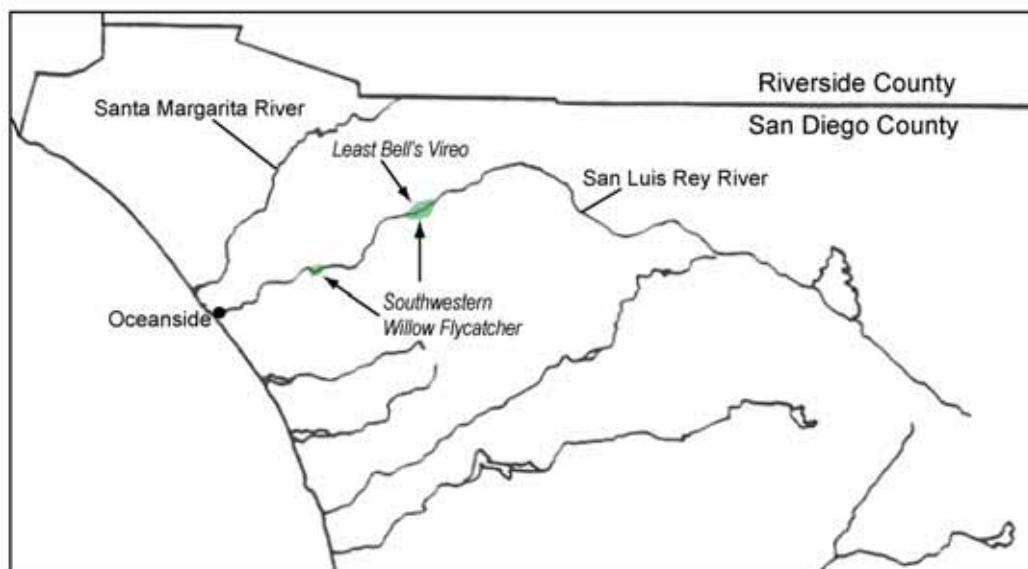 Riverside County
Santa Margarita River
San Diego County
Least Bell's Vireo
San Luis Rey River
Oceanside
Southwestern
Willow Flycatcher